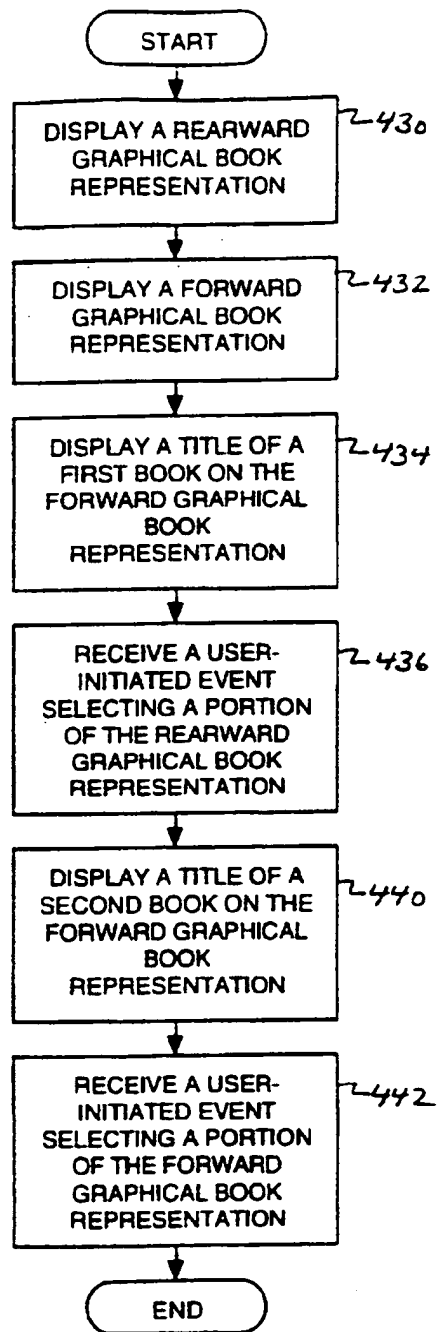 START
DISPLAY A REARWARD
GRAPHICAL BOOK
REPRESENTATION
430
DISPLAY A FORWARD
GRAPHICAL BOOK
REPRESENTATION
432
DISPLAY A TITLE OF A
FIRST BOOK ON THE
FORWARD GRAPHICAL
BOOK
REPRESENTATION
434
RECEIVE A USER-
INITIATED EVENT
SELECTING A PORTION
OF THE REARWARD
GRAPHICAL BOOK
REPRESENTATION
436
DISPLAY A TITLE OF A
SECOND BOOK ON THE
FORWARD GRAPHICAL
BOOK
REPRESENTATION
440
RECEIVE A USER-
INITIATED EVENT
SELECTING A PORTION
OF THE FORWARD
GRAPHICAL BOOK
REPRESENTATION
442
END